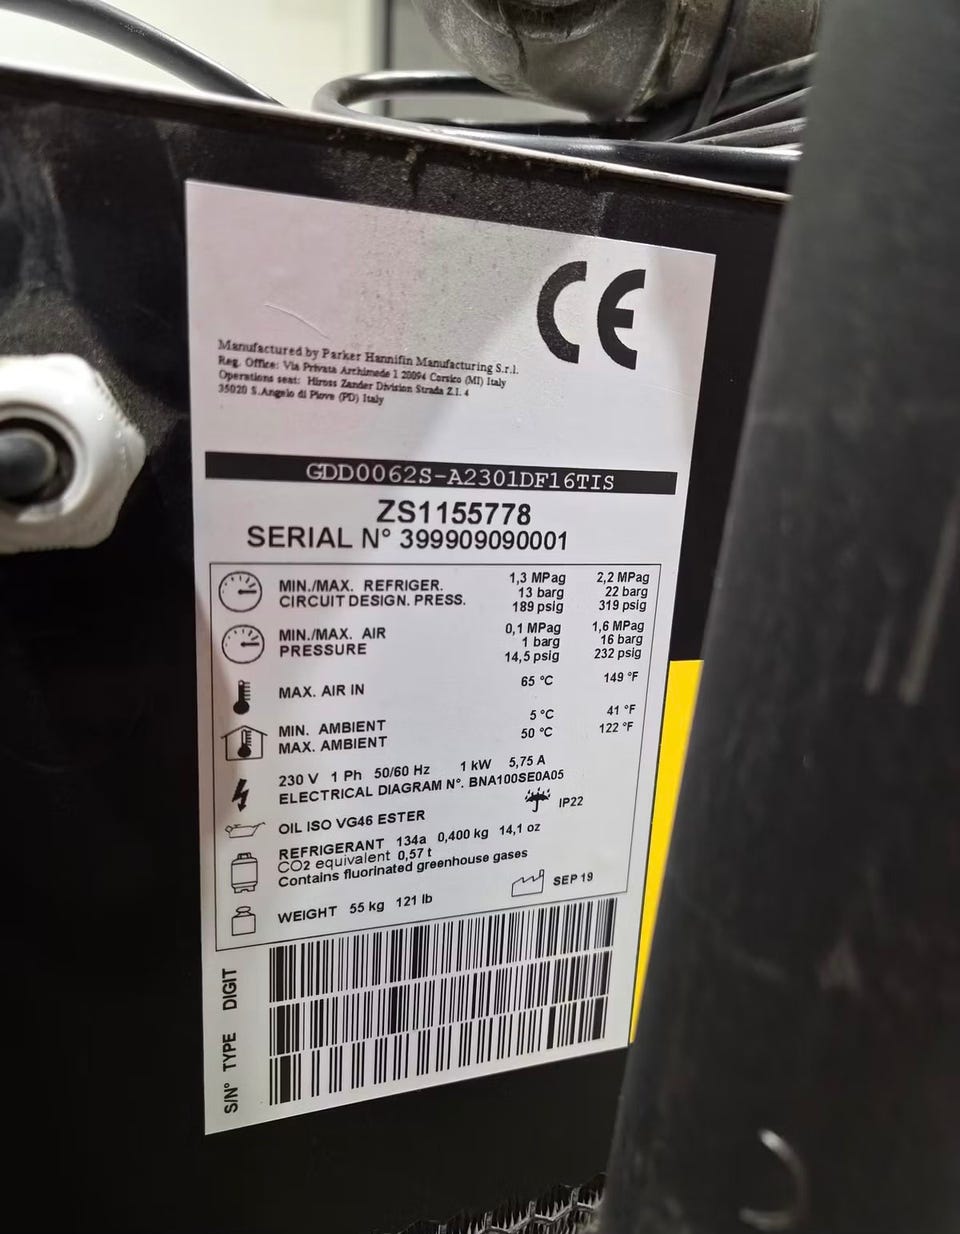 CE
Manufactured by Parker Hannifin Manufacturing S.r.l.
Reg. Office: Via Privata Archimede 1 20094 Corsico (MI) Italy
Operations seat: Hiross Zander Division Strada Z.I. 4
35020 S.Angelo di Piove (PD) Italy
GDD0062S-A2301DF16TIS
ZS1155778
SERIAL N° 399909090001
MIN./MAX. REFRIGER. 1,3 MPag 2,2 MPag
CIRCUIT DESIGN. PRESS. 13 barg 22 barg
189 psig 319 psig
MIN./MAX. AIR 0,1 MPag 1,6 MPag
PRESSURE 1 barg 16 barg
14,5 psig 232 psig
MAX. AIR IN 65 °C 149 °F
MIN. AMBIENT 5 °C 41 °F
MAX. AMBIENT 50 °C 122 °F
230 V 1 Ph 50/60 Hz 1 kW 5,75 A
ELECTRICAL DIAGRAM N°. BNA100SE0A05
OIL ISO VG46 ESTER IP22
REFRIGERANT 134a 0,400 kg 14,1 oz
CO2 equivalent 0,57 t
Contains fluorinated greenhouse gases
WEIGHT 55 kg 121 lb SEP 19
DIGIT
TYPE
S/N°